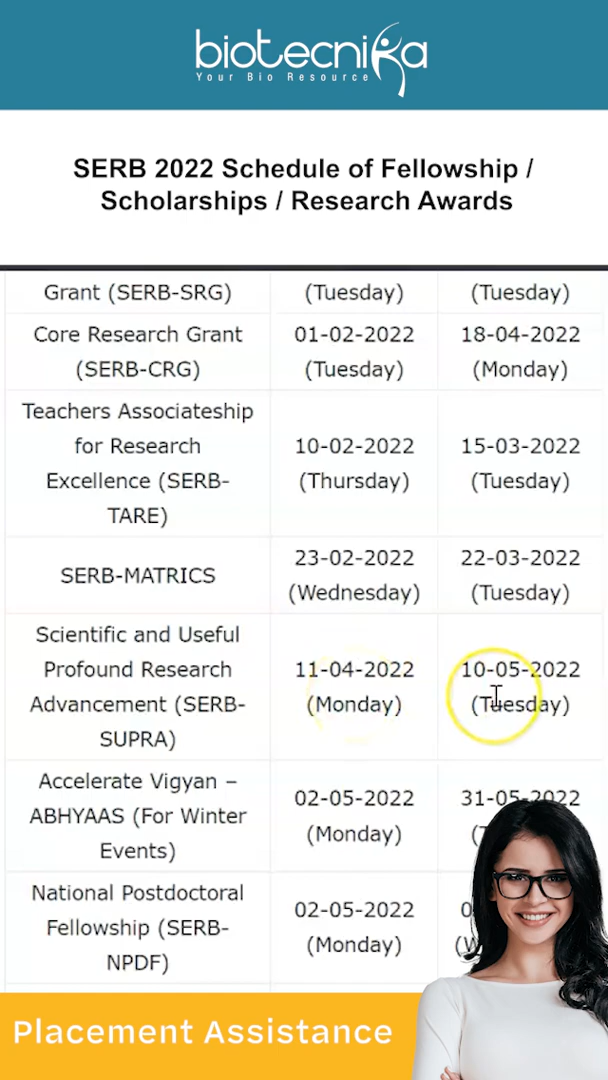 biotecnika
Your Bio Resource
SERB 2022 Schedule of Fellowship /
Scholarships / Research Awards
Grant (SERB-SRG) (Tuesday) (Tuesday)
Core Research Grant 01-02-2022 18-04-2022
(SERB-CRG) (Tuesday) (Monday)
Teachers Associateship
for Research 10-02-2022 15-03-2022
Excellence (SERB- (Thursday) (Tuesday)
TARE)
SERB-MATRICS 23-02-2022 22-03-2022
(Wednesday) (Tuesday)
Scientific and Useful
Profound Research 11-04-2022 10-05-2022
Advancement (SERB- (Monday) (Tuesday)
SUPRA)
Accelerate Vigyan –
ABHYAAS (For Winter 02-05-2022 31-05-2022
Events) (Monday)
National Postdoctoral
Fellowship (SERB- 02-05-2022
NPDF) (Monday)
Placement Assistance